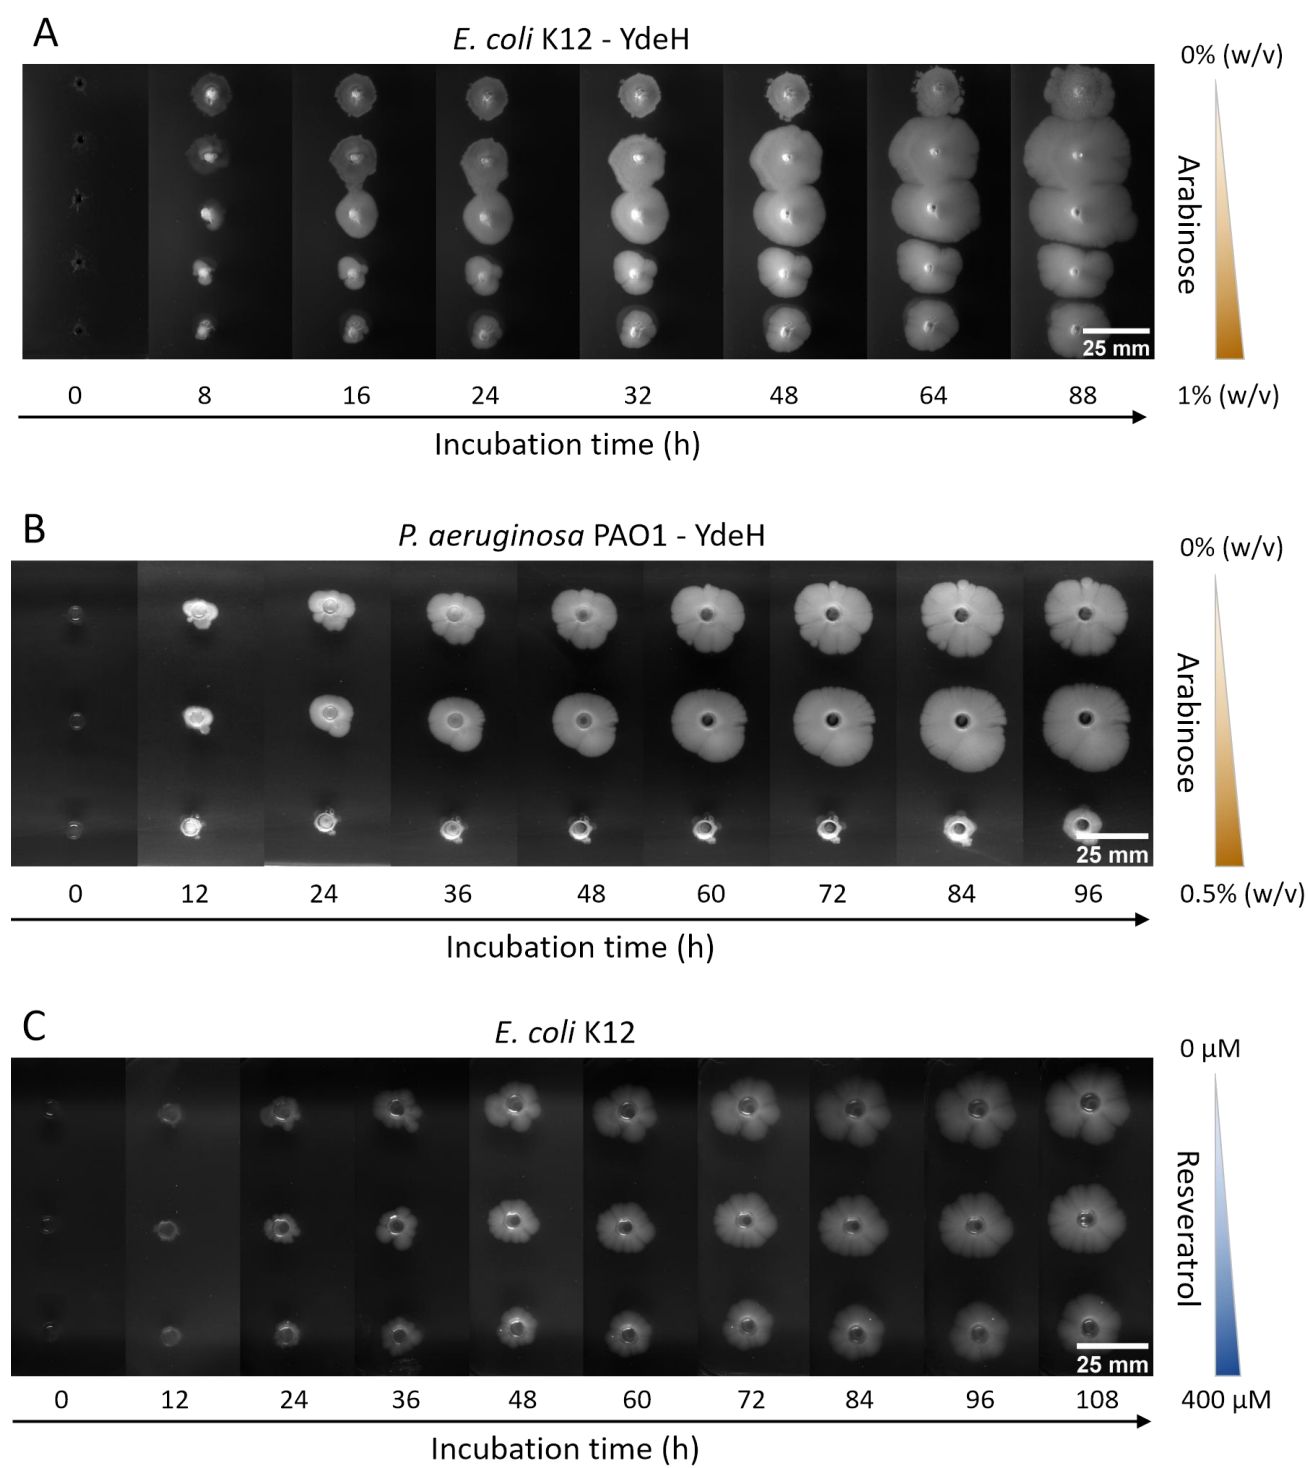 A
E. coli K12 - YdeH
0% (w/v)
Arabinose
25 mm
1% (w/v)
0 8 16 24 32 48 64 88
Incubation time (h)
B
P. aeruginosa PAO1 - YdeH
0% (w/v)
Arabinose
25 mm
0.5% (w/v)
0 12 24 36 48 60 72 84 96
Incubation time (h)
C
E. coli K12
0 µM
Resveratrol
25 mm
400 µM
0 12 24 36 48 60 72 84 96 108
Incubation time (h)